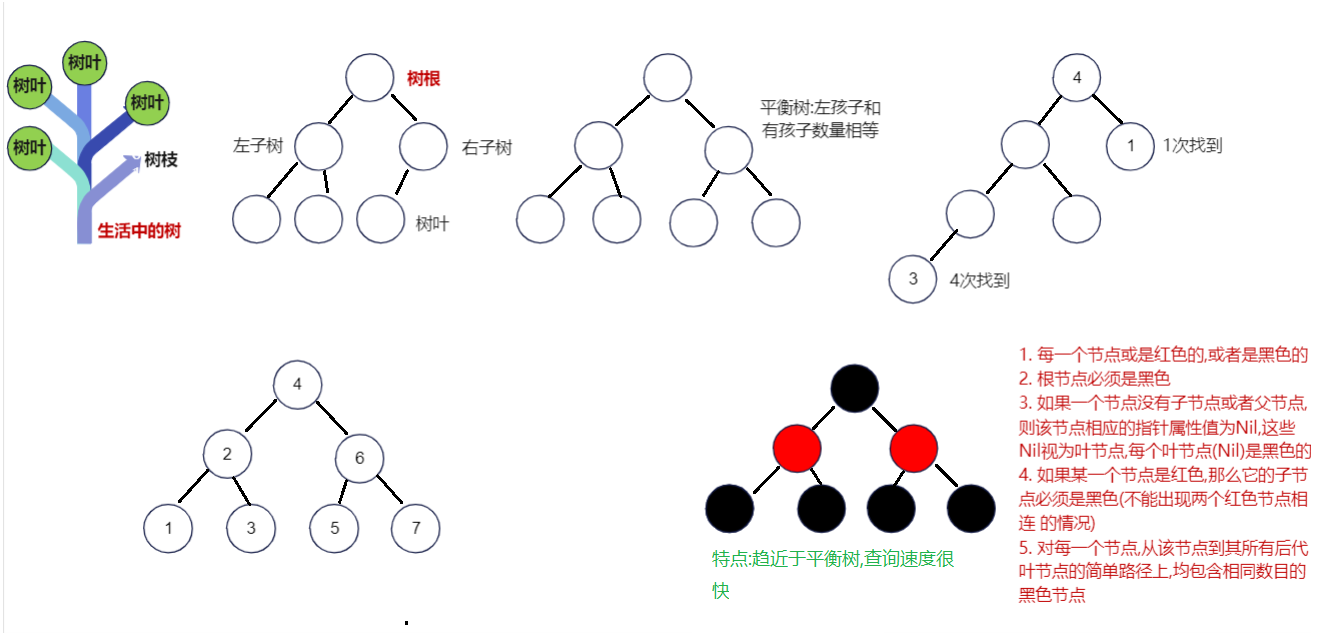 树叶
树叶
树叶
树叶
树枝
生活中的树
树根
左子树
右子树
树叶
平衡树:左孩子和
有孩子数量相等
4
1
1次找到
3
4次找到
4
2
6
1
3
5
7
特点:趋近于平衡树,查询速度很
快
1. 每一个节点或是红色的,或者是黑色的
2. 根节点必须是黑色
3. 如果一个节点没有子节点或者父节点,
则该节点相应的指针属性值为Nil,这些
Nil视为叶节点,每个叶节点(Nil)是黑色的
4. 如果某一个节点是红色,那么它的子节
点必须是黑色(不能出现两个红色节点相
连 的情况)
5. 对每一个节点,从该节点到其所有后代
叶节点的简单路径上,均包含相同数目的
黑色节点